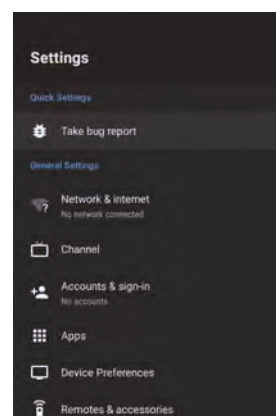 Settings
Quick Settings
Take bug report
General Settings
Network & internet
No network connected
Channel
Accounts & sign-in
No accounts
Apps
Device Preferences
Remotes & accessories